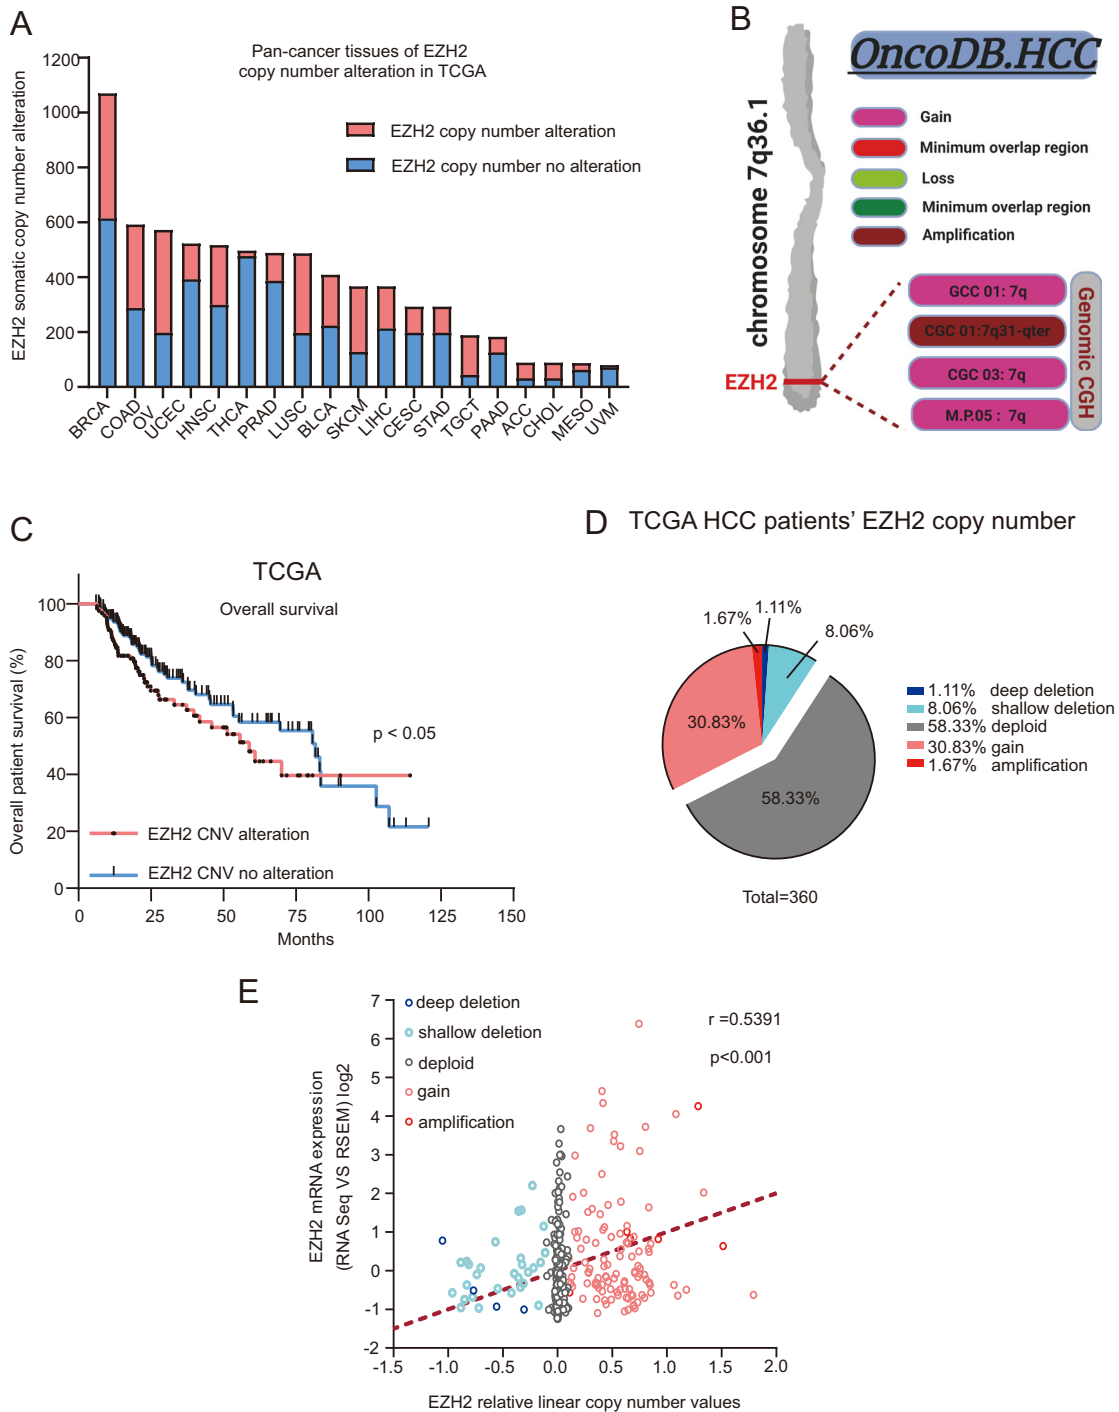 A
Pan-cancer tissues of EZH2
copy number alteration in TCGA
EZH2 somatic copy number alteration
1200
1000
800
600
400
200
0
EZH2 copy number alteration
EZH2 copy number no alteration
BRCA
COAD
OV
UCEC
HNSC
THCA
PRAD
LUSC
BLCA
SKCM
LIHC
CESC
STAD
TGCT
PAAD
ACC
CHOL
MESO
UVM
B
OncoDB.HCC
chromosome 7q36.1
EZH2
Gain
Minimum overlap region
Loss
Minimum overlap region
Amplification
GCC 01: 7q
CGC 01:7q31-qter
CGC 03: 7q
M.P.05 : 7q
Genomic CGH
C
TCGA
Overall survival
Overall patient survival (%)
100
80
60
40
20
0
p < 0.05
EZH2 CNV alteration
EZH2 CNV no alteration
0 25 50 75 100 125 150
Months
D
TCGA HCC patients' EZH2 copy number
1.67%
1.11%
8.06%
30.83%
58.33%
1.11% deep deletion
8.06% shallow deletion
58.33% deploid
30.83% gain
1.67% amplification
Total=360
E
EZH2 mRNA expression
(RNA Seq VS RSEM) log2
7
6
5
4
3
2
1
0
-1
-2
deep deletion
shallow deletion
deploid
gain
amplification
r =0.5391
p<0.001
-1.5 -1.0 -0.5 0.0 0.5 1.0 1.5 2.0
EZH2 relative linear copy number values